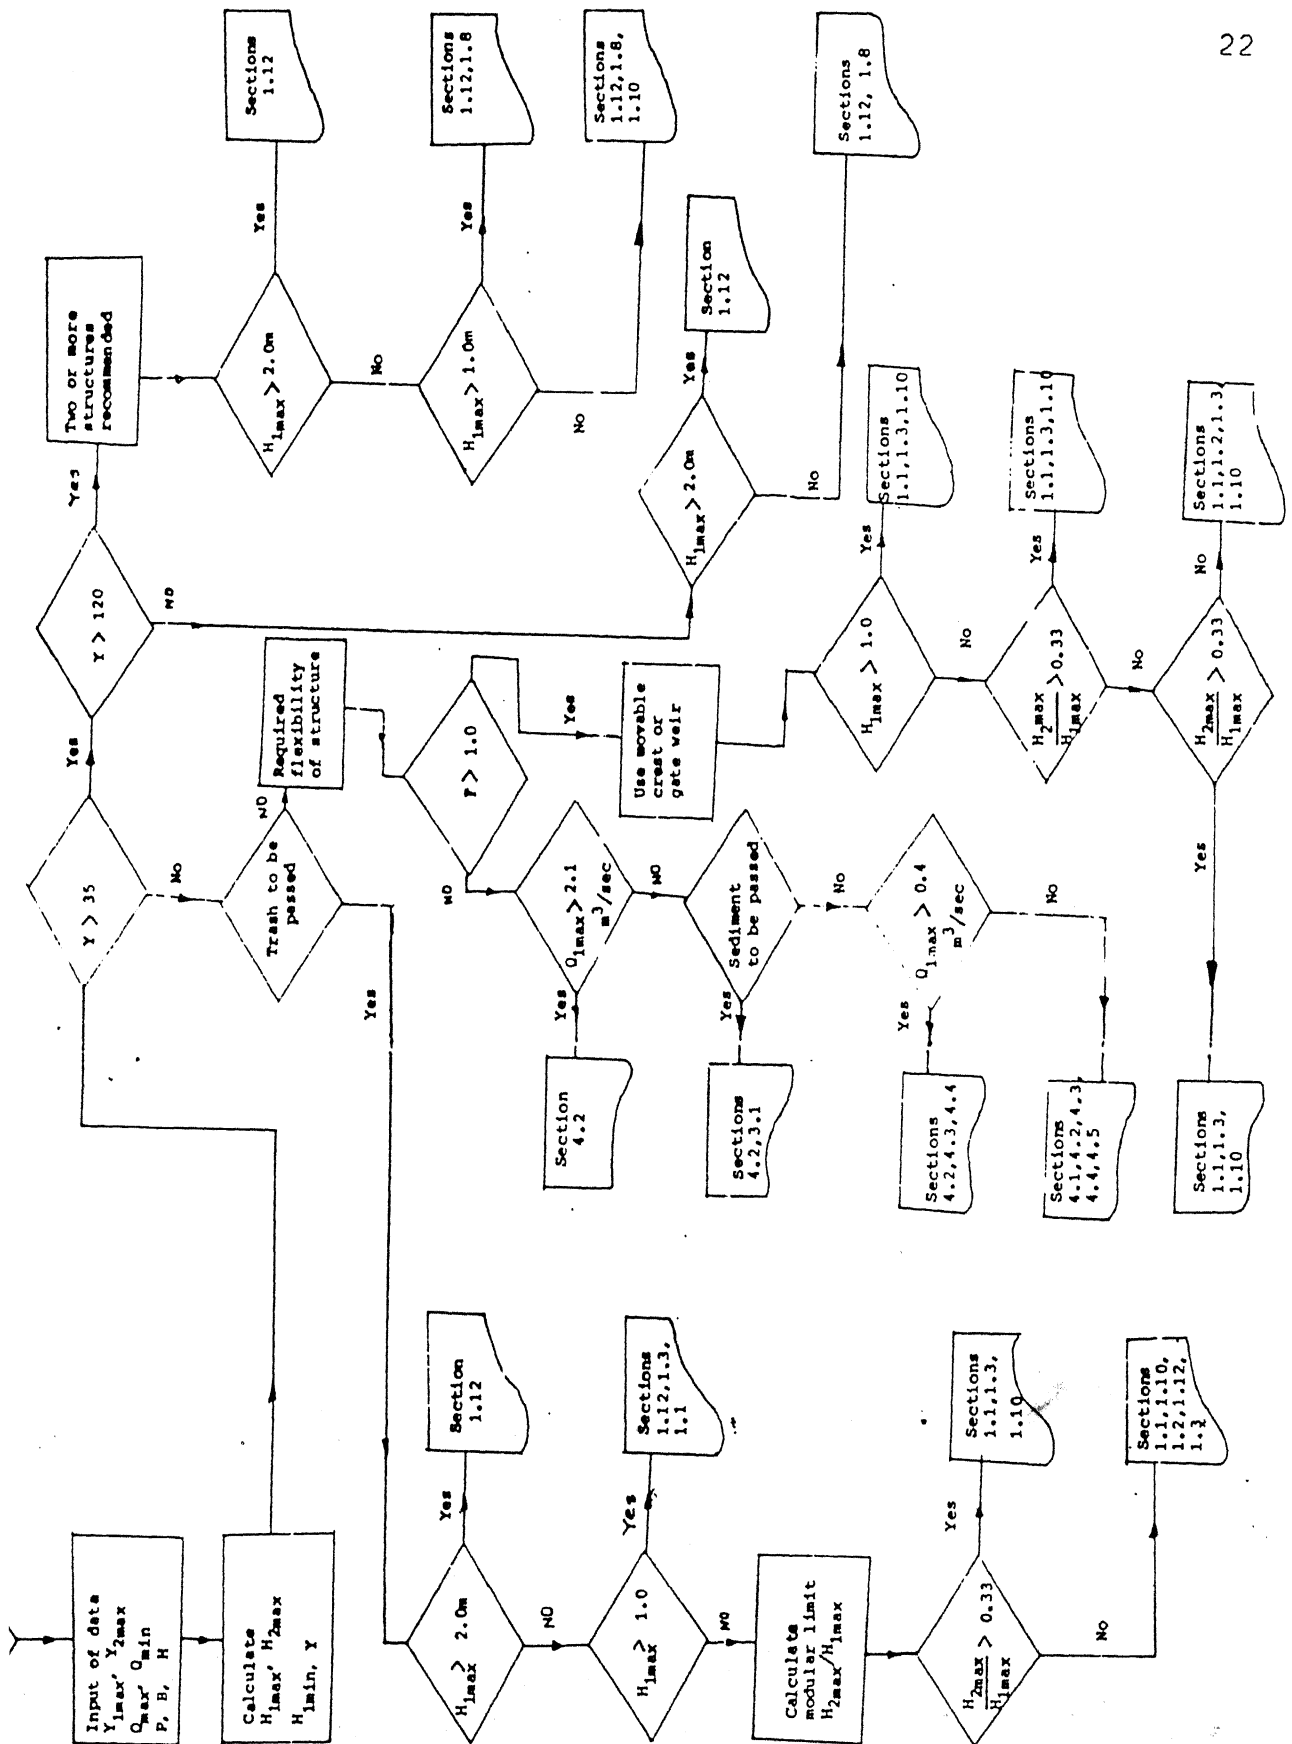 22
Input of data
Y1max, Y2max
Qmax, Qmin
P, B, H
Calculate
H1max, H2max
H1min, Y
Y > 35
Yes
No
Y > 120
Yes
NO
Two or more
structures
recommended
H1max > 2.0m
Yes
Sections
1.12
No
H1max > 1.0m
Yes
Sections
1.12,1.8
No
Sections
1.12,1.8,
1.10
H1max > 2.0m
Yes
Section
1.12
No
Sections
1.12, 1.8
Trash to be
passed
NO
Yes
Required
flexibility
of structure
P > 1.0
Yes
NO
Use movable
crest or
gate weir
H1max > 1.0
Yes
Sections
1.1,1.3,1.10
No
H2max
H1max
>0.33
Yes
Sections
1.1,1.3,1.10
No
H2max
H1max
> 0.33
No
Sections
1.1,1.2,1.3
1.10
Yes
Sections
1.1,1.3,
1.10
Q1max > 2.1
m³/sec
Yes
Section
4.2
NO
Sediment
to be passed
Yes
Sections
4.2,3.1
No
Q1max > 0.4
m³/sec
Yes
Sections
4.2,4.3,4.4
No
Sections
4.1,4.2,4.3,
4.4,4.5
H1max > 2.0m
Yes
Section
1.12
NO
H1max > 1.0
Yes
Sections
1.12,1.3,
1.1
NO
Calculate
modular limit
H2max/H1max
H2max
H1max
> 0.33
Yes
Sections
1.1,1.3,
1.10
No
Sections
1.1,1.10,
1.2,1.12,
1.3